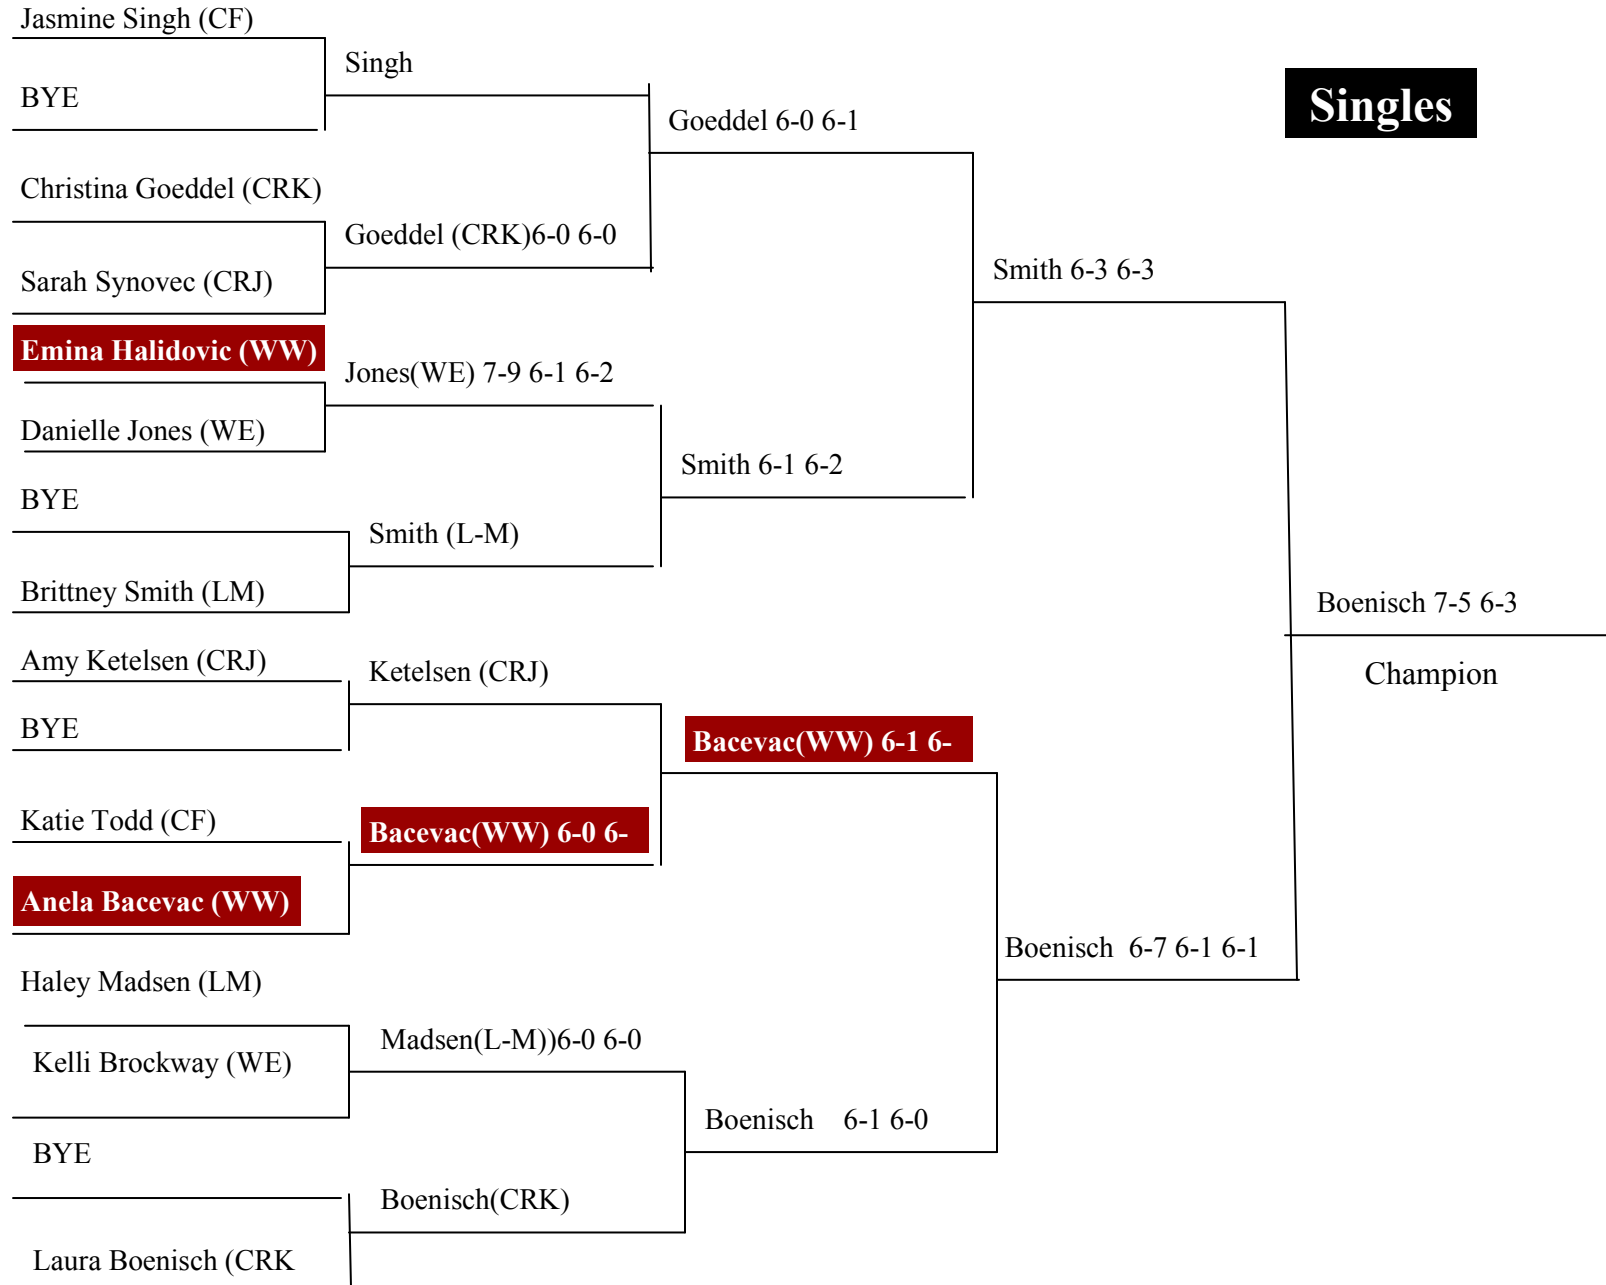 Jasmine Singh (CF)
Singh
BYE
Singles
Goeddel 6-0 6-1
Christina Goeddel (CRK)
Goeddel (CRK)6-0 6-0
Sarah Synovec (CRJ)
Smith 6-3 6-3
Emina Halidovic (WW)
Jones(WE) 7-9 6-1 6-2
Danielle Jones (WE)
Smith 6-1 6-2
BYE
Smith (L-M)
Brittney Smith (LM)
Boenisch 7-5 6-3
Champion
Amy Ketelsen (CRJ)
Ketelsen (CRJ)
BYE
Bacevac(WW) 6-1 6-
Katie Todd (CF)
Bacevac(WW) 6-0 6-
Anela Bacevac (WW)
Boenisch  6-7 6-1 6-1
Haley Madsen (LM)
Madsen(L-M))6-0 6-0
Kelli Brockway (WE)
Boenisch    6-1 6-0
BYE
Boenisch(CRK)
Laura Boenisch (CRK